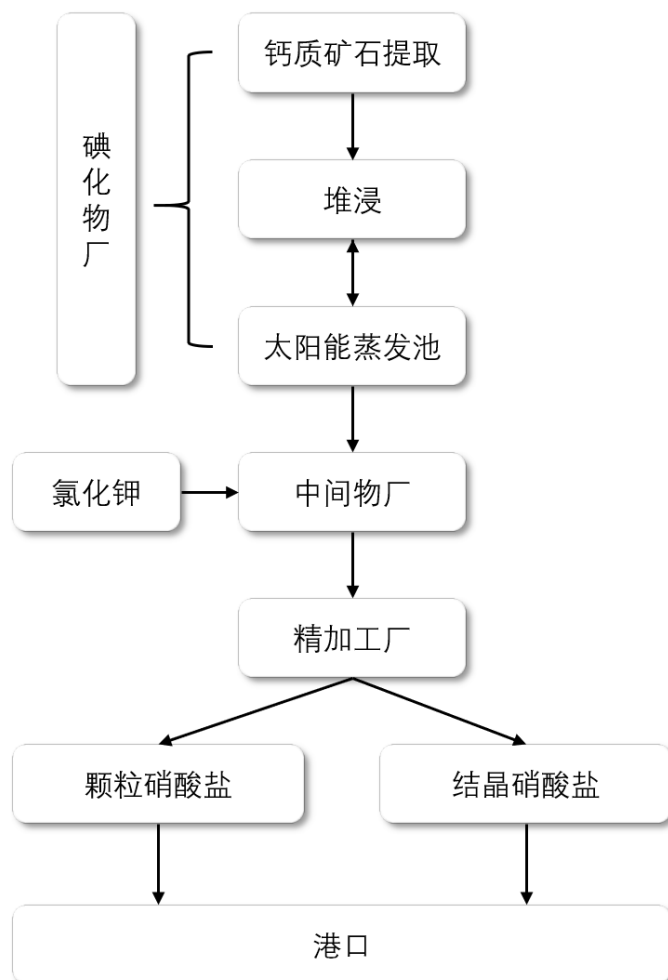 钙质矿石提取
碘化物厂
堆浸
太阳能蒸发池
氯化钾
中间物厂
精加工厂
颗粒硝酸盐
结晶硝酸盐
港口